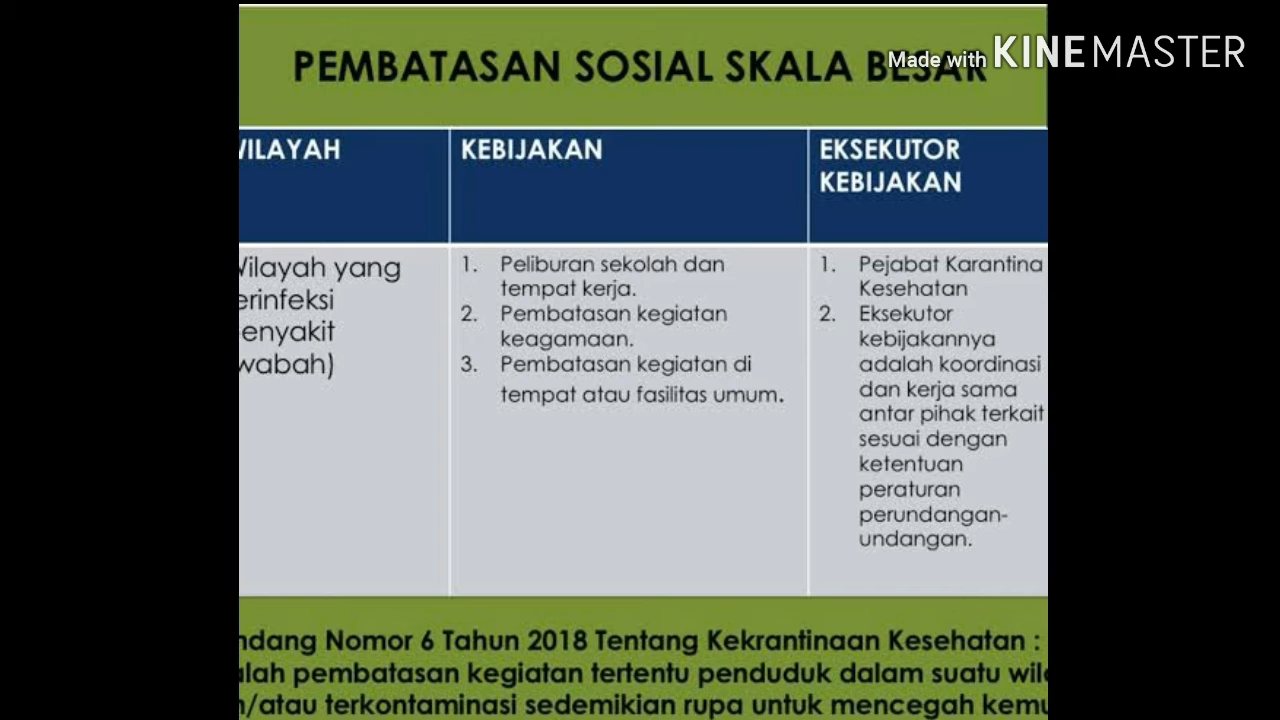 PEMBATASAN SOSIAL SKALA BESAR
Made with KINEMASTER
WILAYAH
KEBIJAKAN
EKSEKUTOR
KEBIJAKAN
Wilayah yang
erinfeksi
enyakit
wabah)
1. Peliburan sekolah dan
tempat kerja.
2. Pembatasan kegiatan
keagamaan.
3. Pembatasan kegiatan di
tempat atau fasilitas umum.
1. Pejabat Karantina
Kesehatan
2. Eksekutor
kebijakannya
adalah koordinasi
dan kerja sama
antar pihak terkait
sesuai dengan
ketentuan
peraturan
perundangan-
undangan.
ndang Nomor 6 Tahun 2018 Tentang Kekrantinaan Kesehatan :
alah pembatasan kegiatan tertentu penduduk dalam suatu wila
n/atau terkontaminasi sedemikian rupa untuk mencegah kemu